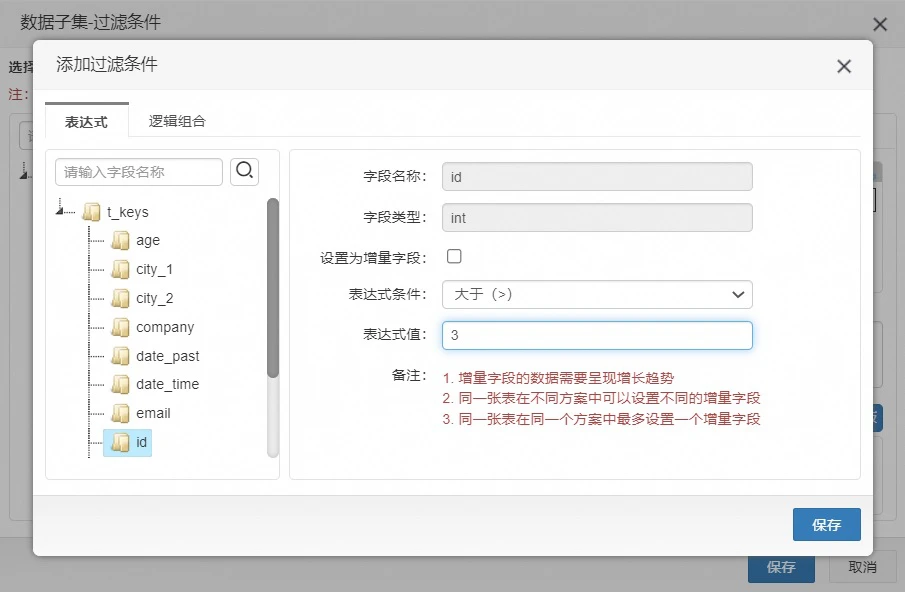 数据子集-过滤条件
选择
注：
添加过滤条件
表达式
逻辑组合
请输入字段名称
t_keys
age
city_1
city_2
company
date_past
date_time
email
id
字段名称： id
字段类型： int
设置为增量字段：
表达式条件： 大于（>）
表达式值： 3
备注： 1. 增量字段的数据需要呈现增长趋势
2. 同一张表在不同方案中可以设置不同的增量字段
3. 同一张表在同一个方案中最多设置一个增量字段
保存
保存
取消